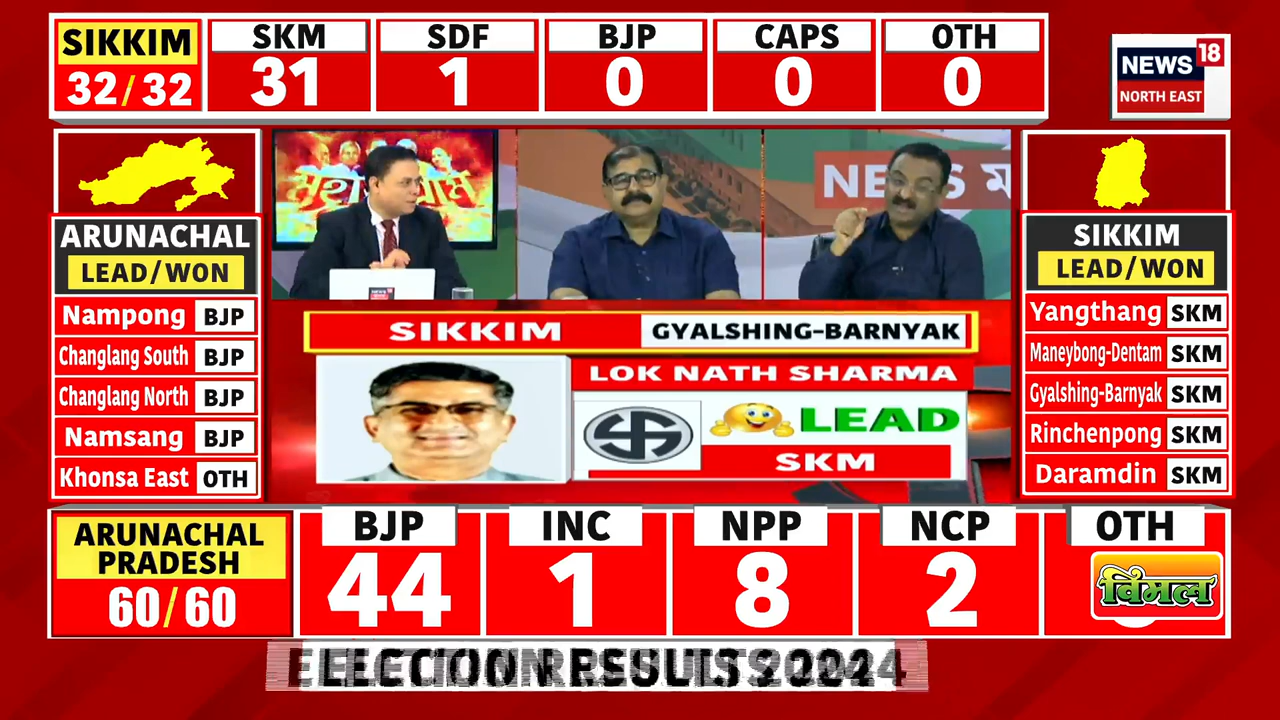 SIKKIM
32/32
SKM
31
SDF
1
BJP
0
CAPS
0
OTH
0
NEWS 18
NORTH EAST
NEWS ম
ARUNACHAL
LEAD/WON
Nampong BJP
Changlang South BJP
Changlang North BJP
Namsang BJP
Khonsa East OTH
SIKKIM GYALSHING-BARNYAK
LOK NATH SHARMA
LEAD
SKM
SIKKIM
LEAD/WON
Yangthang SKM
Maneybong-Dentam SKM
Gyalshing-Barnyak SKM
Rinchenpong SKM
Daramdin SKM
ARUNACHAL
PRADESH
60/60
BJP
44
INC
1
NPP
8
NCP
2
OTH
विमल